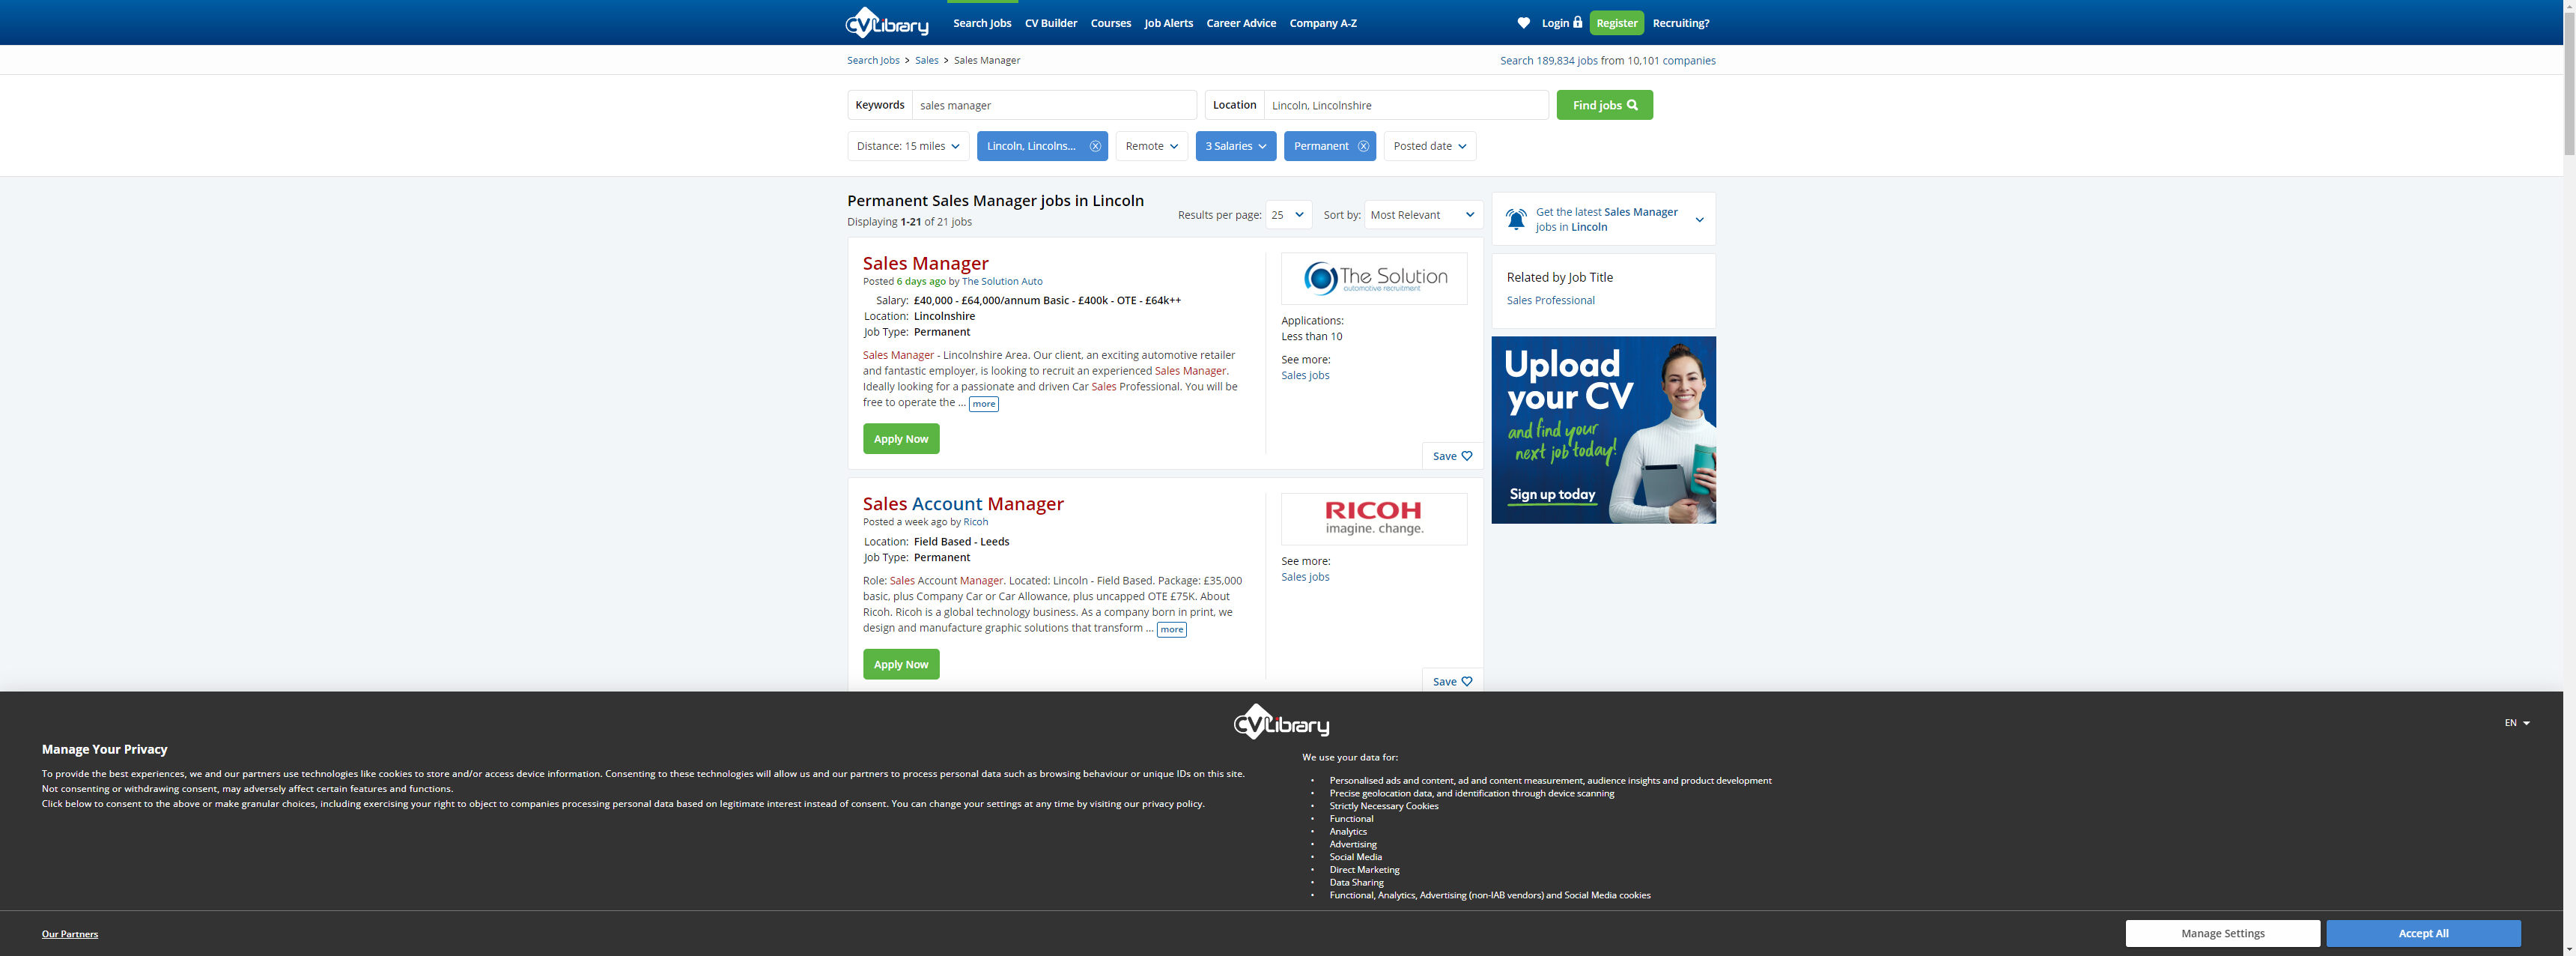 CVLibrary
Search Jobs
CV Builder
Courses
Job Alerts
Career Advice
Company A-Z
Login
Register
Recruiting?
Search Jobs > Sales > Sales Manager
Search 189,834 jobs from 10,101 companies
Keywords
sales manager
Location
Lincoln, Lincolnshire
Find jobs
Distance: 15 miles
Lincoln, Lincolns...
Remote
3 Salaries
Permanent
Posted date
Permanent Sales Manager jobs in Lincoln
Displaying 1-21 of 21 jobs
Results per page: 25
Sort by: Most Relevant
Sales Manager
Posted 6 days ago by The Solution Auto
Salary: £40,000 - £64,000/annum Basic - £400k - OTE - £64k++
Location: Lincolnshire
Job Type: Permanent
Sales Manager - Lincolnshire Area. Our client, an exciting automotive retailer
and fantastic employer, is looking to recruit an experienced Sales Manager.
Ideally looking for a passionate and driven Car Sales Professional. You will be
free to operate the ... more
Apply Now
The Solution
automotive recruitment
Applications:
Less than 10
See more:
Sales jobs
Save
Sales Account Manager
Posted a week ago by Ricoh
Location: Field Based - Leeds
Job Type: Permanent
Role: Sales Account Manager. Located: Lincoln - Field Based. Package: £35,000
basic, plus Company Car or Car Allowance, plus uncapped OTE £75K. About
Ricoh. Ricoh is a global technology business. As a company born in print, we
design and manufacture graphic solutions that transform ... more
Apply Now
RICOH
imagine. change.
See more:
Sales jobs
Save
Get the latest Sales Manager
jobs in Lincoln
Related by Job Title
Sales Professional
Upload
your CV
and find your
next job today!
Sign up today
CVLibrary
EN
Manage Your Privacy
To provide the best experiences, we and our partners use technologies like cookies to store and/or access device information. Consenting to these technologies will allow us and our partners to process personal data such as browsing behaviour or unique IDs on this site.
Not consenting or withdrawing consent, may adversely affect certain features and functions.
Click below to consent to the above or make granular choices, including exercising your right to object to companies processing personal data based on legitimate interest instead of consent. You can change your settings at any time by visiting our privacy policy.
We use your data for:
• Personalised ads and content, ad and content measurement, audience insights and product development
• Precise geolocation data, and identification through device scanning
• Strictly Necessary Cookies
• Functional
• Analytics
• Advertising
• Social Media
• Direct Marketing
• Data Sharing
• Functional, Analytics, Advertising (non-IAB vendors) and Social Media cookies
Our Partners
Manage Settings
Accept All